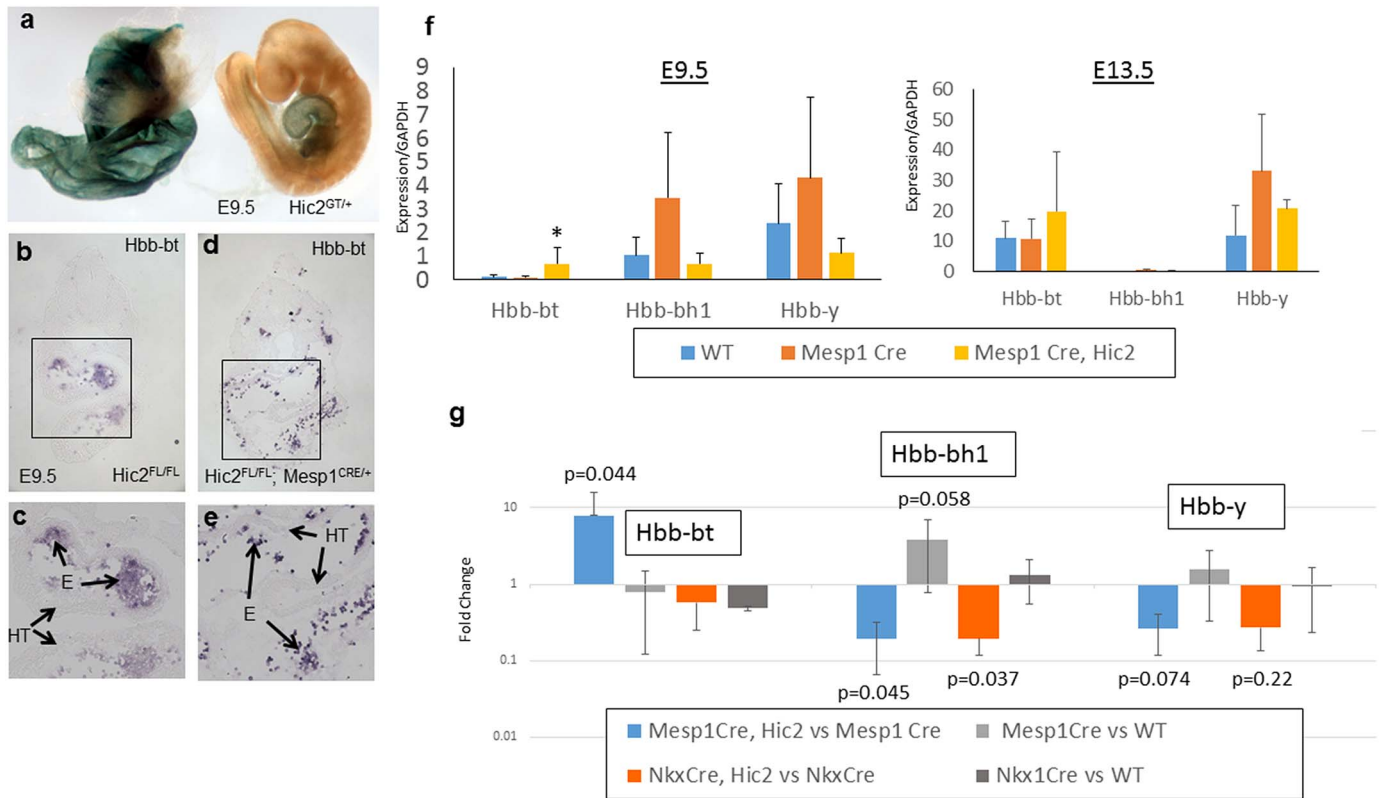 a
E9.5 Hic2GT/+
b
Hbb-bt
E9.5 Hic2FL/FL
d
Hbb-bt
Hic2FL/FL; Mesp1CRE/+
c
E
HT
e
HT
E
f
E9.5
Expression/GAPDH
9
8
7
6
5
4
3
2
1
0
*
Hbb-bt Hbb-bh1 Hbb-y
E13.5
Expression/GAPDH
60
50
40
30
20
10
0
Hbb-bt Hbb-bh1 Hbb-y
WT Mesp1 Cre Mesp1 Cre, Hic2
g
Hbb-bh1
p=0.044 p=0.058
Hbb-y
Hbb-bt
Fold Change
10
1
0.1
0.01
p=0.045 p=0.037 p=0.074 p=0.22
Mesp1Cre, Hic2 vs Mesp1 Cre Mesp1Cre vs WT
NkxCre, Hic2 vs NkxCre Nkx1Cre vs WT